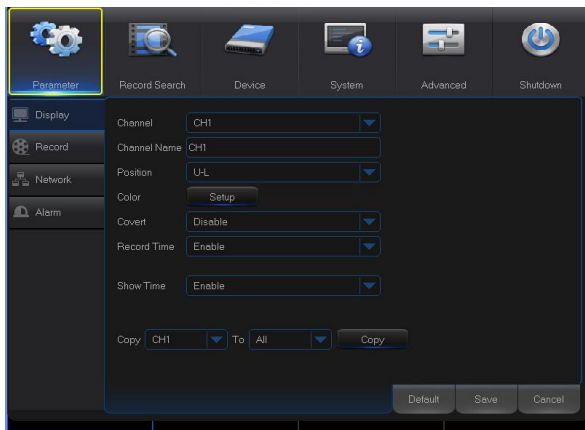 Parameter Record Search Device System Advanced Shutdown
Display
Record
Network
Alarm
Channel CH1
Channel Name CH1
Position U-L
Color Setup
Covert Disable
Record Time Enable
Show Time Enable
Copy CH1 To All Copy
Default Save Cancel